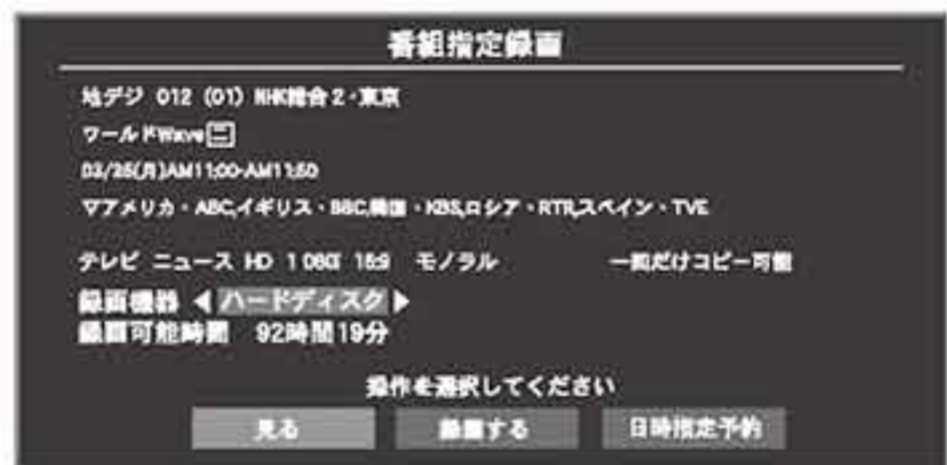 番組指定録画
地デジ 012 (01) NHK総合2・東京
ワールドWave二
03/25(月)AM11:00-AM11:50
▽アメリカ・ABC,イギリス・BBC,韓国・KBS,ロシア・RTR,スペイン・TVE
テレビ ニュース HD 1080i 16:9 モノラル 一回だけコピー可能
録画機器 ◀ ハードディスク ▶
録画可能時間 92時間19分
操作を選択してください
見る 録画する 日時指定予約